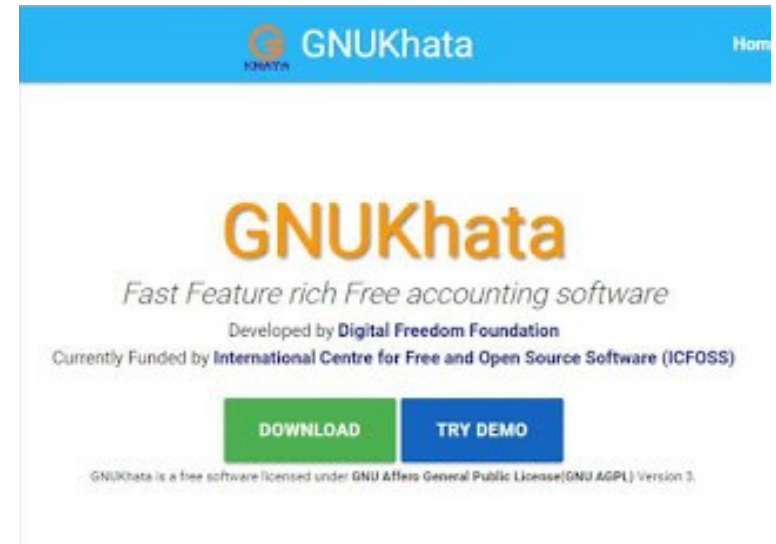 G
KHATA
GNUKhata
Hom
GNUKhata
Fast Feature rich Free accounting software
Developed by Digital Freedom Foundation
Currently Funded by International Centre for Free and Open Source Software (ICFOSS)
DOWNLOAD
TRY DEMO
GNUKhata is a free software licensed under GNU Affero General Public License(GNU AGPL) Version 3.